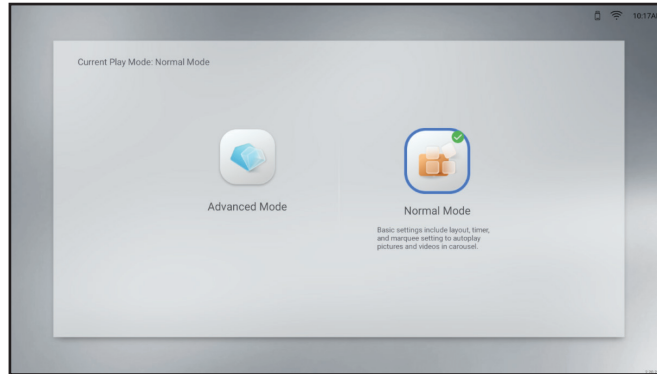 10:17A
Current Play Mode: Normal Mode
Advanced Mode
Normal Mode
Basic settings include layout, timer,
and marquee setting to autoplay
pictures and videos in carousel.